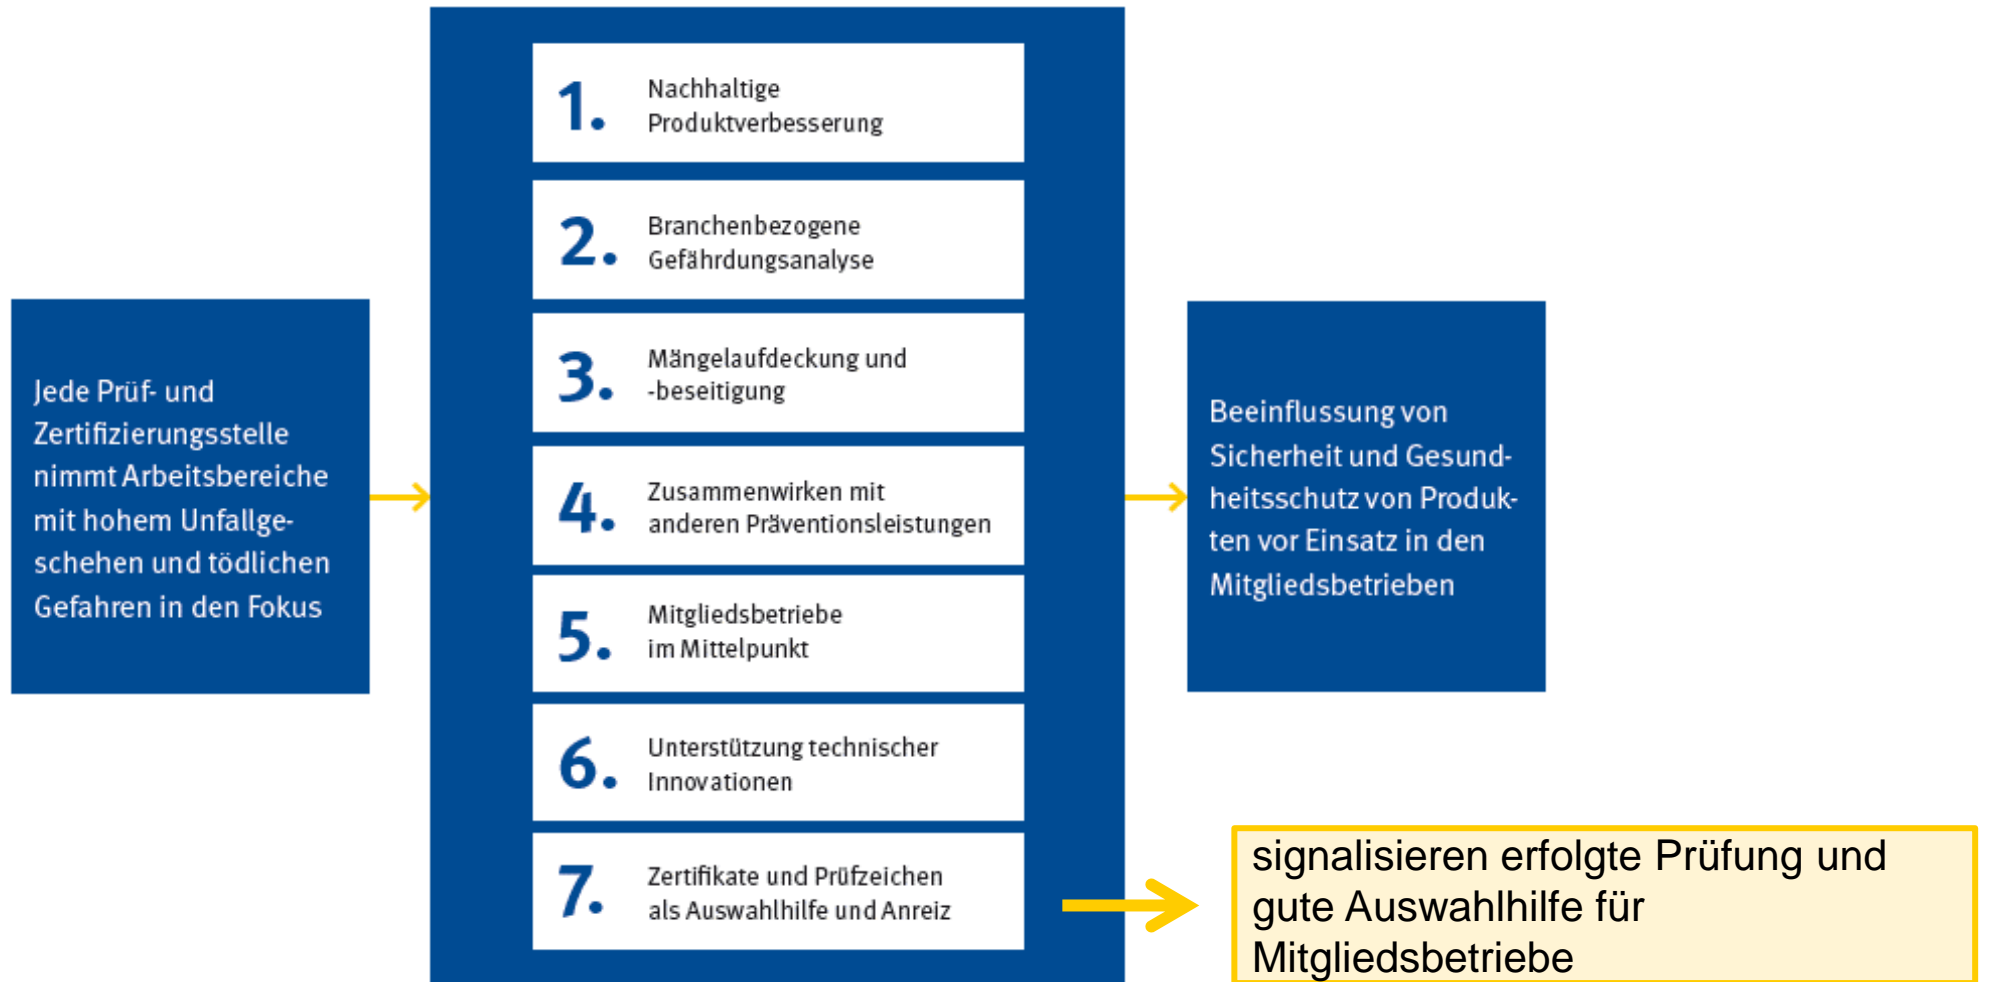 Jede Prüf- und
Zertifizierungsstelle
nimmt Arbeitsbereiche
mit hohem Unfallge-
schehen und tödlichen
Gefahren in den Fokus
1.
Nachhaltige
Produktverbesserung
2.
Branchenbezogene
Gefährdungsanalyse
3.
Mängelaufdeckung und
-beseitigung
4.
Zusammenwirken mit
anderen Präventionsleistungen
5.
Mitgliedsbetriebe
im Mittelpunkt
6.
Unterstützung technischer
Innovationen
7.
Zertifikate und Prüfzeichen
als Auswahlhilfe und Anreiz
Beeinflussung von
Sicherheit und Gesund-
heitsschutz von Produk-
ten vor Einsatz in den
Mitgliedsbetrieben
signalisieren erfolgte Prüfung und
gute Auswahlhilfe für
Mitgliedsbetriebe